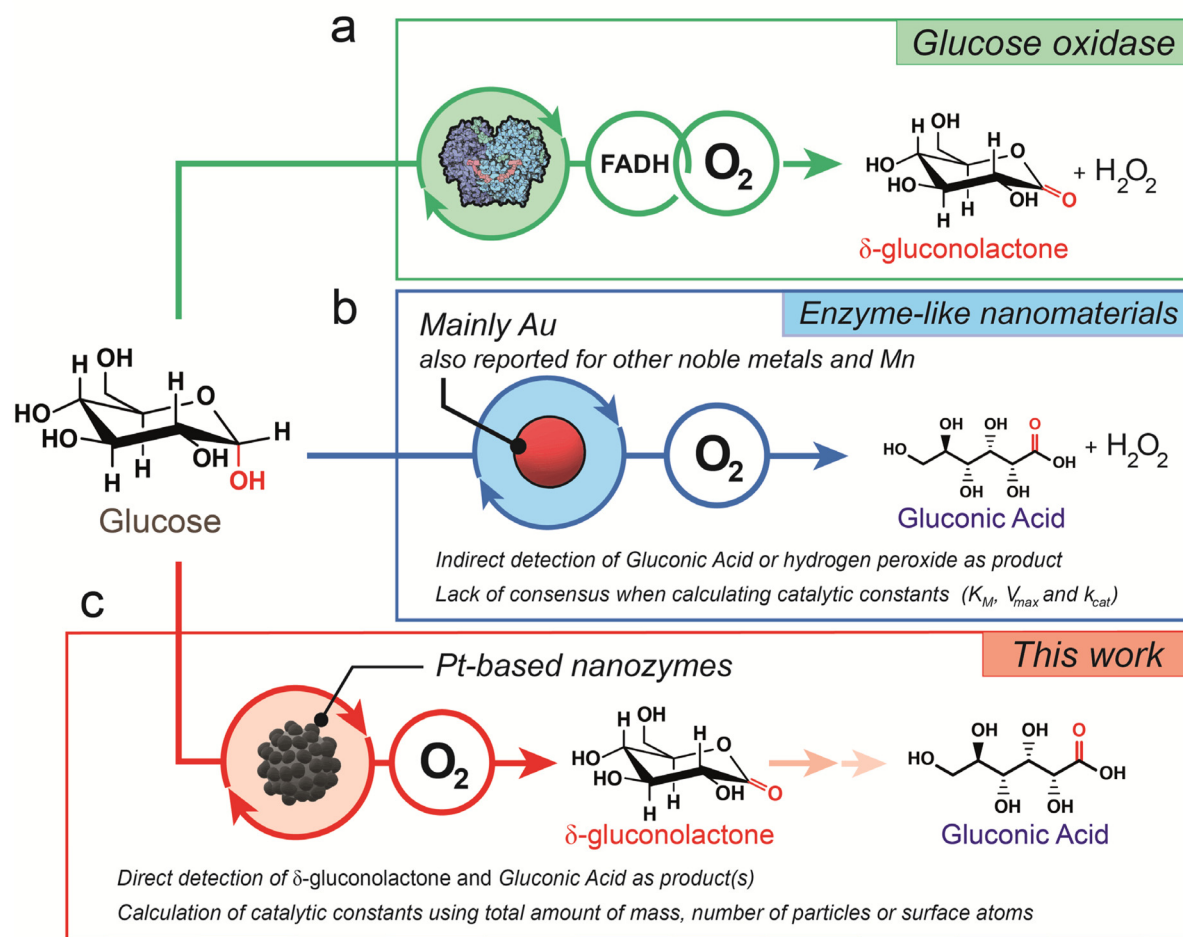 a
Glucose oxidase
FADH
O₂
H
OH
H
O
HO
HO
H
H
OH
O
+ H₂O₂
δ-gluconolactone
b
Enzyme-like nanomaterials
Mainly Au
also reported for other noble metals and Mn
O₂
OH
OH
O
HO
OH
OH
OH
+ H₂O₂
Gluconic Acid
Indirect detection of Gluconic Acid or hydrogen peroxide as product
Lack of consensus when calculating catalytic constants (K_M, V_max and k_cat)
H
OH
H
O
HO
HO
H
H
OH
H
OH
Glucose
c
This work
Pt-based nanozymes
O₂
H
OH
H
O
HO
HO
H
H
OH
O
δ-gluconolactone
OH
OH
O
HO
OH
OH
OH
Gluconic Acid
Direct detection of δ-gluconolactone and Gluconic Acid as product(s)
Calculation of catalytic constants using total amount of mass, number of particles or surface atoms